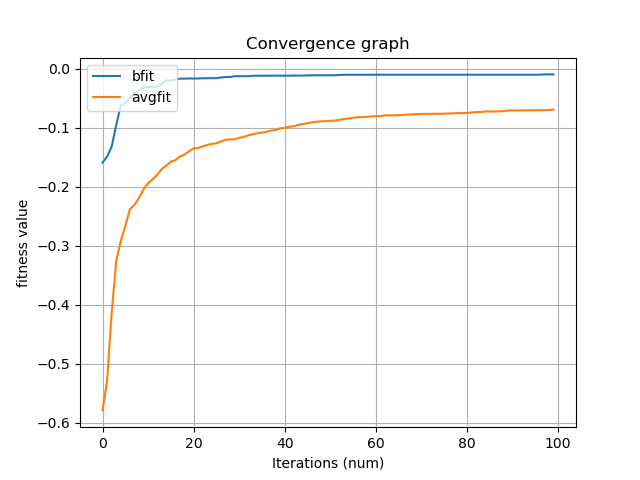 Convergence graph
bfit
avgfit
fitness value
0.0
−0.1
−0.2
−0.3
−0.4
−0.5
−0.6
0 20 40 60 80 100
Iterations (num)